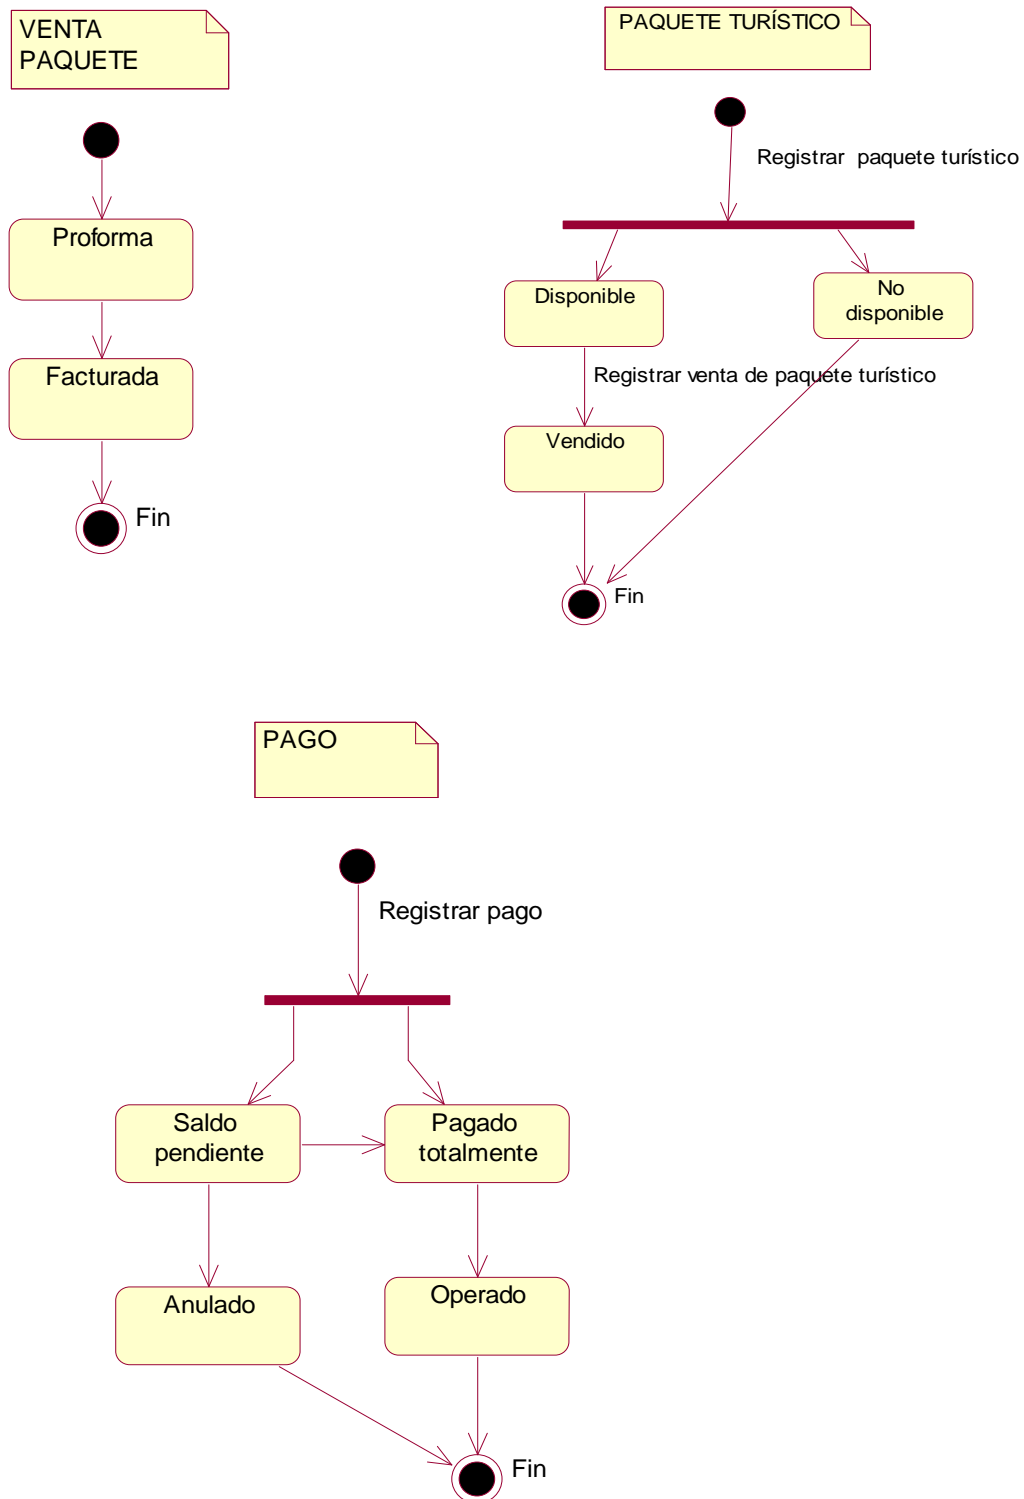 VENTA
PAQUETE
Proforma
Facturada
Fin
PAQUETE TURÍSTICO
Registrar paquete turístico
Disponible
No
disponible
Registrar venta de paquete turístico
Vendido
Fin
PAGO
Registrar pago
Saldo
pendiente
Pagado
totalmente
Anulado
Operado
Fin